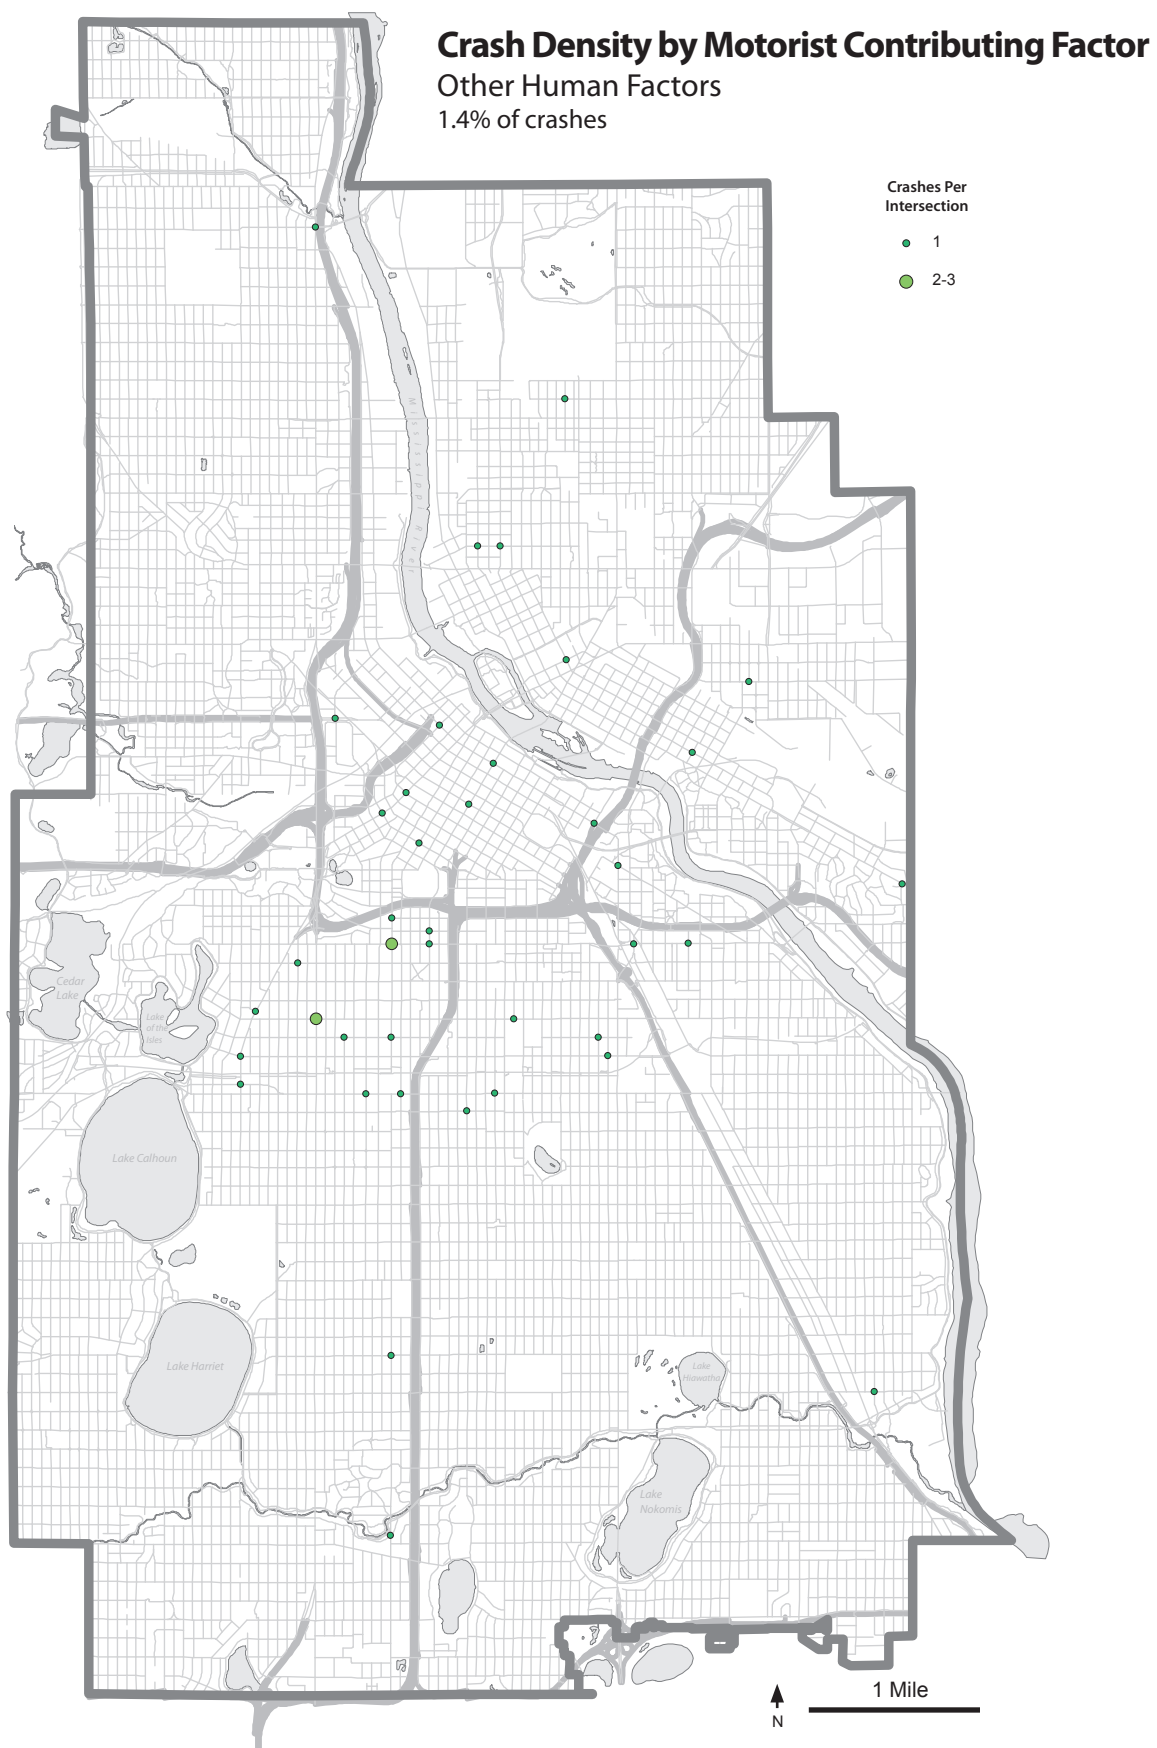 Crash Density by Motorist Contributing Factor
Other Human Factors
1.4% of crashes
Crashes Per
Intersection
1
2-3
Mississippi River
Cedar
Lake
Lake
of the
Isles
Lake Calhoun
Lake Harriet
Lake
Hiawatha
Lake
Nokomis
N
1 Mile